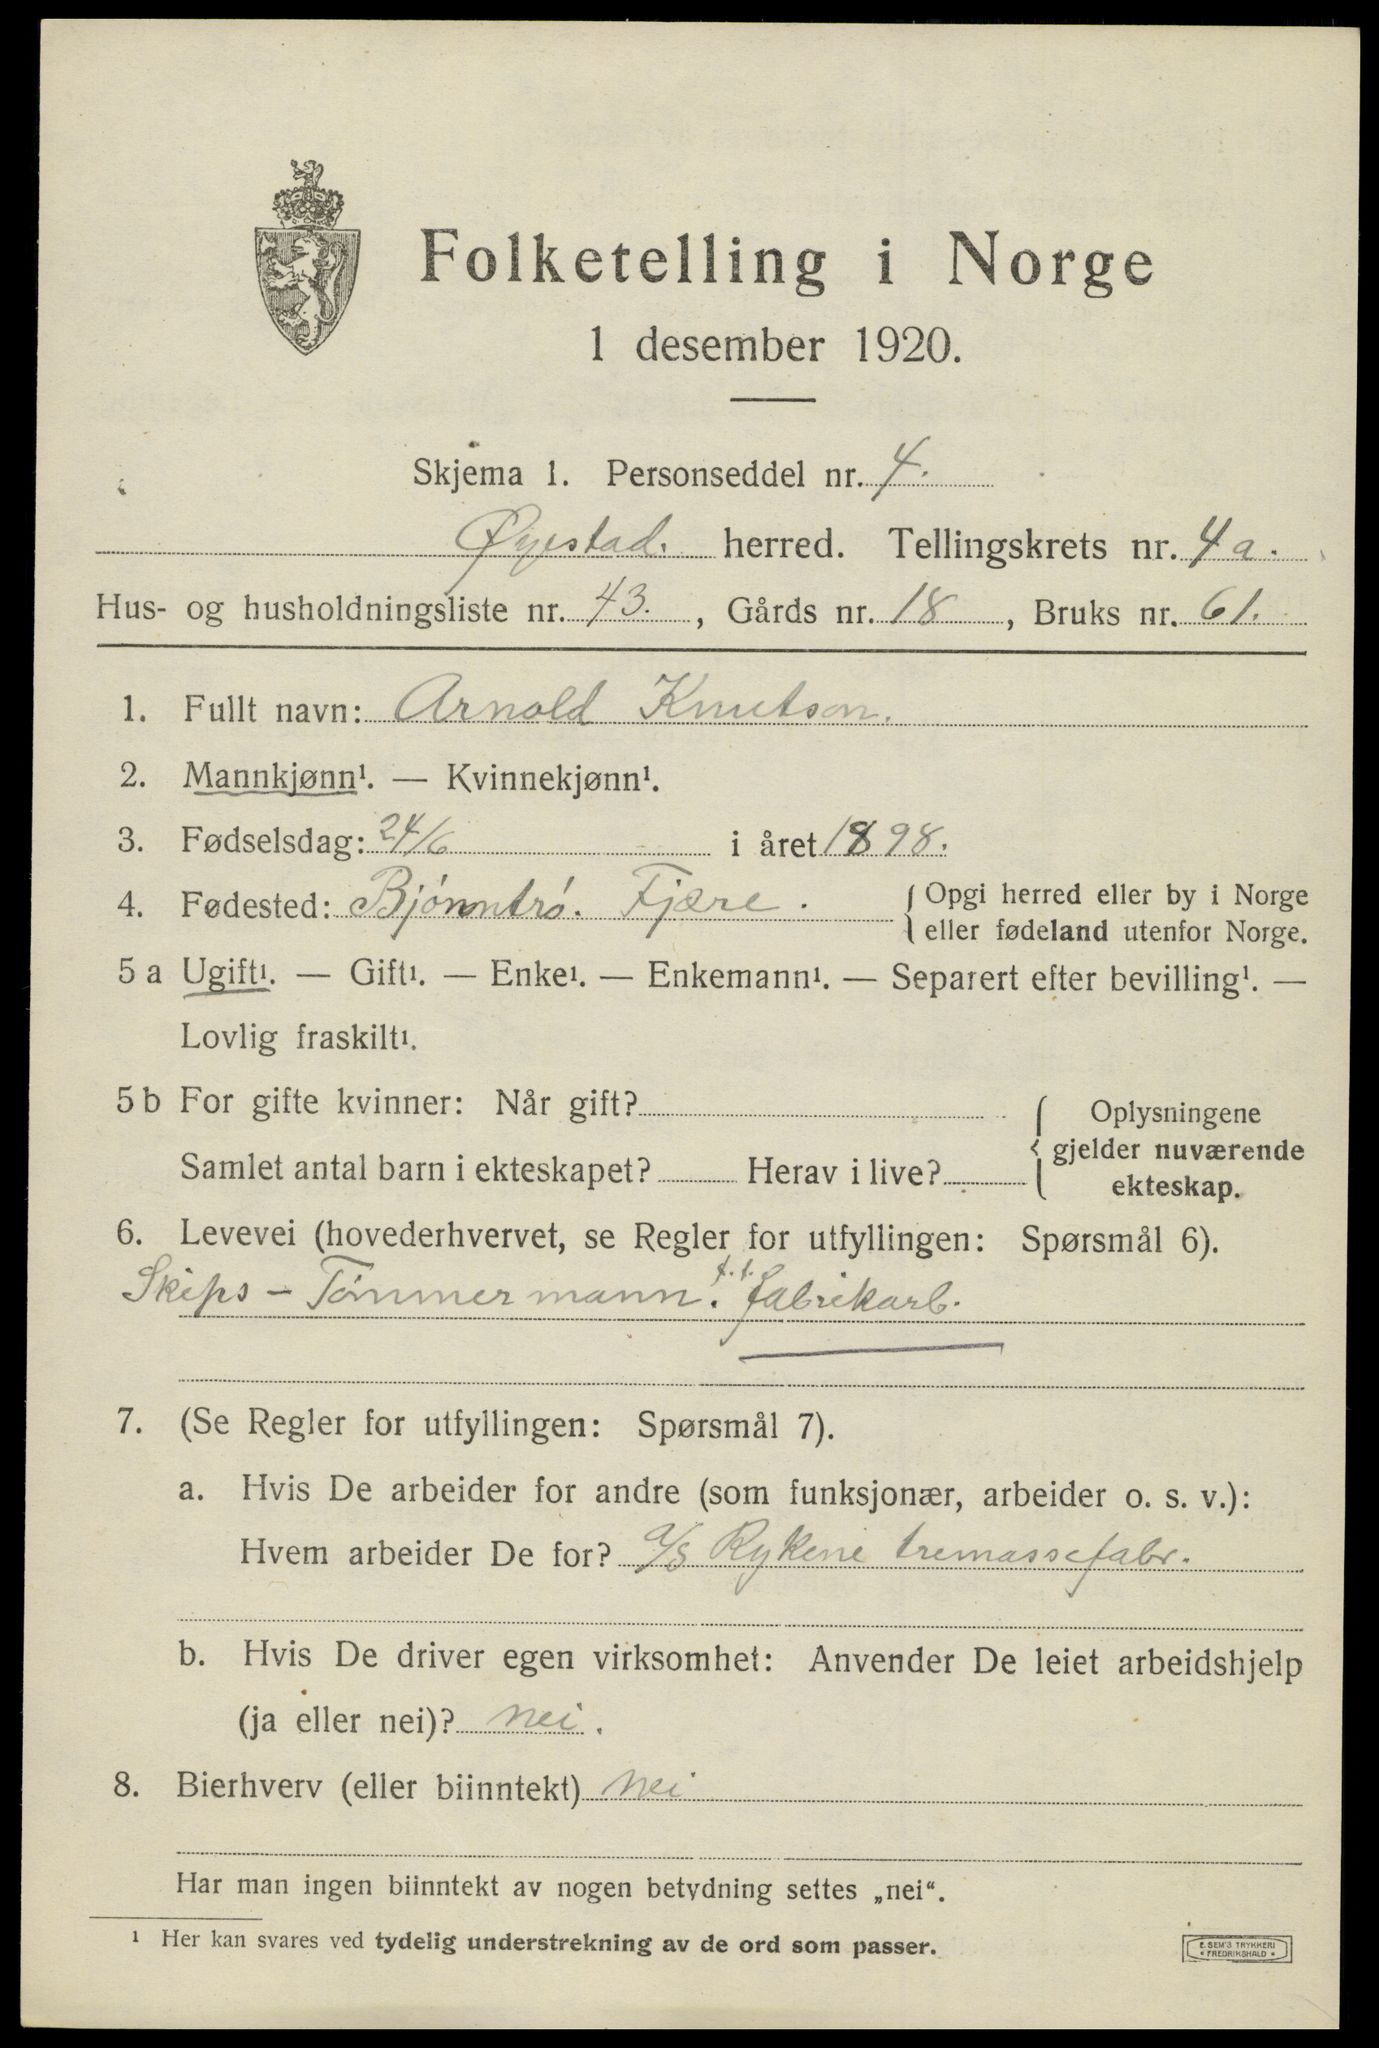 Folketelling i Norge
1 desember 1920.
Skjema 1. Personseddel nr. 4.
Øyestad. herred. Tellingskrets nr. 4a.
Hus- og husholdningsliste nr. 43., Gårds nr. 18, Bruks nr. 61.
1. Fullt navn: Arnold Knutson.
2. Mannkjønn¹. — Kvinnekjønn¹.
3. Fødselsdag: 24/6 i året 1898.
4. Fødested: Bjónntró. Fjære. { Opgi herred eller by i Norge
eller fødeland utenfor Norge.
5 a Ugift¹. — Gift¹. — Enke¹. — Enkemann¹. — Separert efter bevilling¹. —
Lovlig fraskilt¹.
5 b For gifte kvinner: Når gift? { Oplysningene
gjelder nuværende
Samlet antal barn i ekteskapet? Herav i live? ekteskap.
6. Levevei (hovederhvervet, se Regler for utfyllingen: Spørsmål 6).
Skips - Tómmermann. f.t. fabrikarb.
7. (Se Regler for utfyllingen: Spørsmål 7).
a. Hvis De arbeider for andre (som funksjonær, arbeider o. s. v.):
Hvem arbeider De for? a/s Rykene tremassefabr.
b. Hvis De driver egen virksomhet: Anvender De leiet arbeidshjelp
(ja eller nei)? nei.
8. Bierhverv (eller biinntekt) nei
Har man ingen biinntekt av nogen betydning settes „nei“.
¹ Her kan svares ved tydelig understrekning av de ord som passer.
E. SEM'S TRYKKERI
FREDRIKSHALD